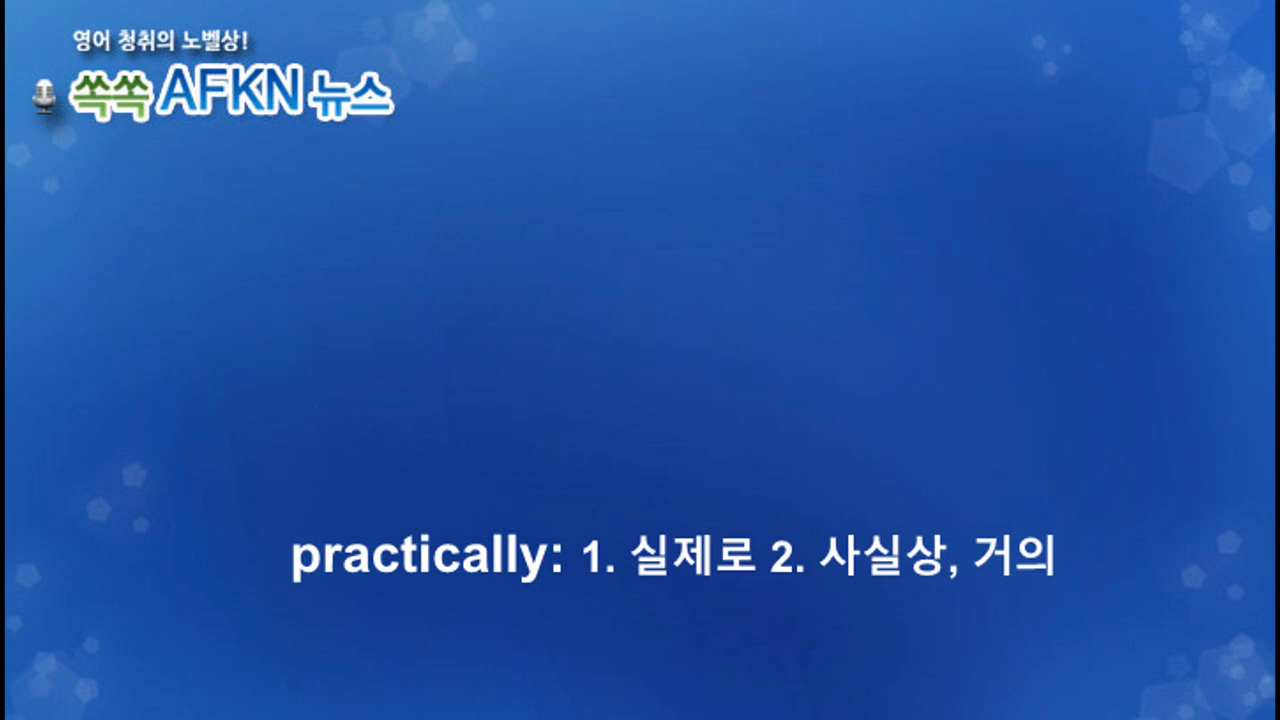 영어 청취의 노벨상!
쏙쏙 AFKN 뉴스
practically: 1. 실제로 2. 사실상, 거의